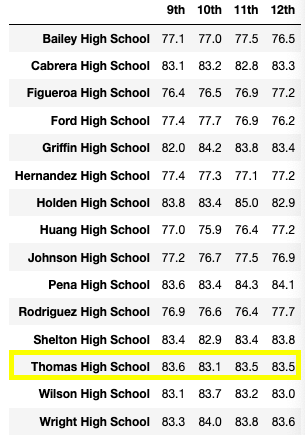 9th 10th 11th 12th
Bailey High School 77.1 77.0 77.5 76.5
Cabrera High School 83.1 83.2 82.8 83.3
Figueroa High School 76.4 76.5 76.9 77.2
Ford High School 77.4 77.7 76.9 76.2
Griffin High School 82.0 84.2 83.8 83.4
Hernandez High School 77.4 77.3 77.1 77.2
Holden High School 83.8 83.4 85.0 82.9
Huang High School 77.0 75.9 76.4 77.2
Johnson High School 77.2 76.7 77.5 76.9
Pena High School 83.6 83.4 84.3 84.1
Rodriguez High School 76.9 76.6 76.4 77.7
Shelton High School 83.4 82.9 83.4 83.8
Thomas High School 83.6 83.1 83.5 83.5
Wilson High School 83.1 83.7 83.2 83.0
Wright High School 83.3 84.0 83.8 83.6